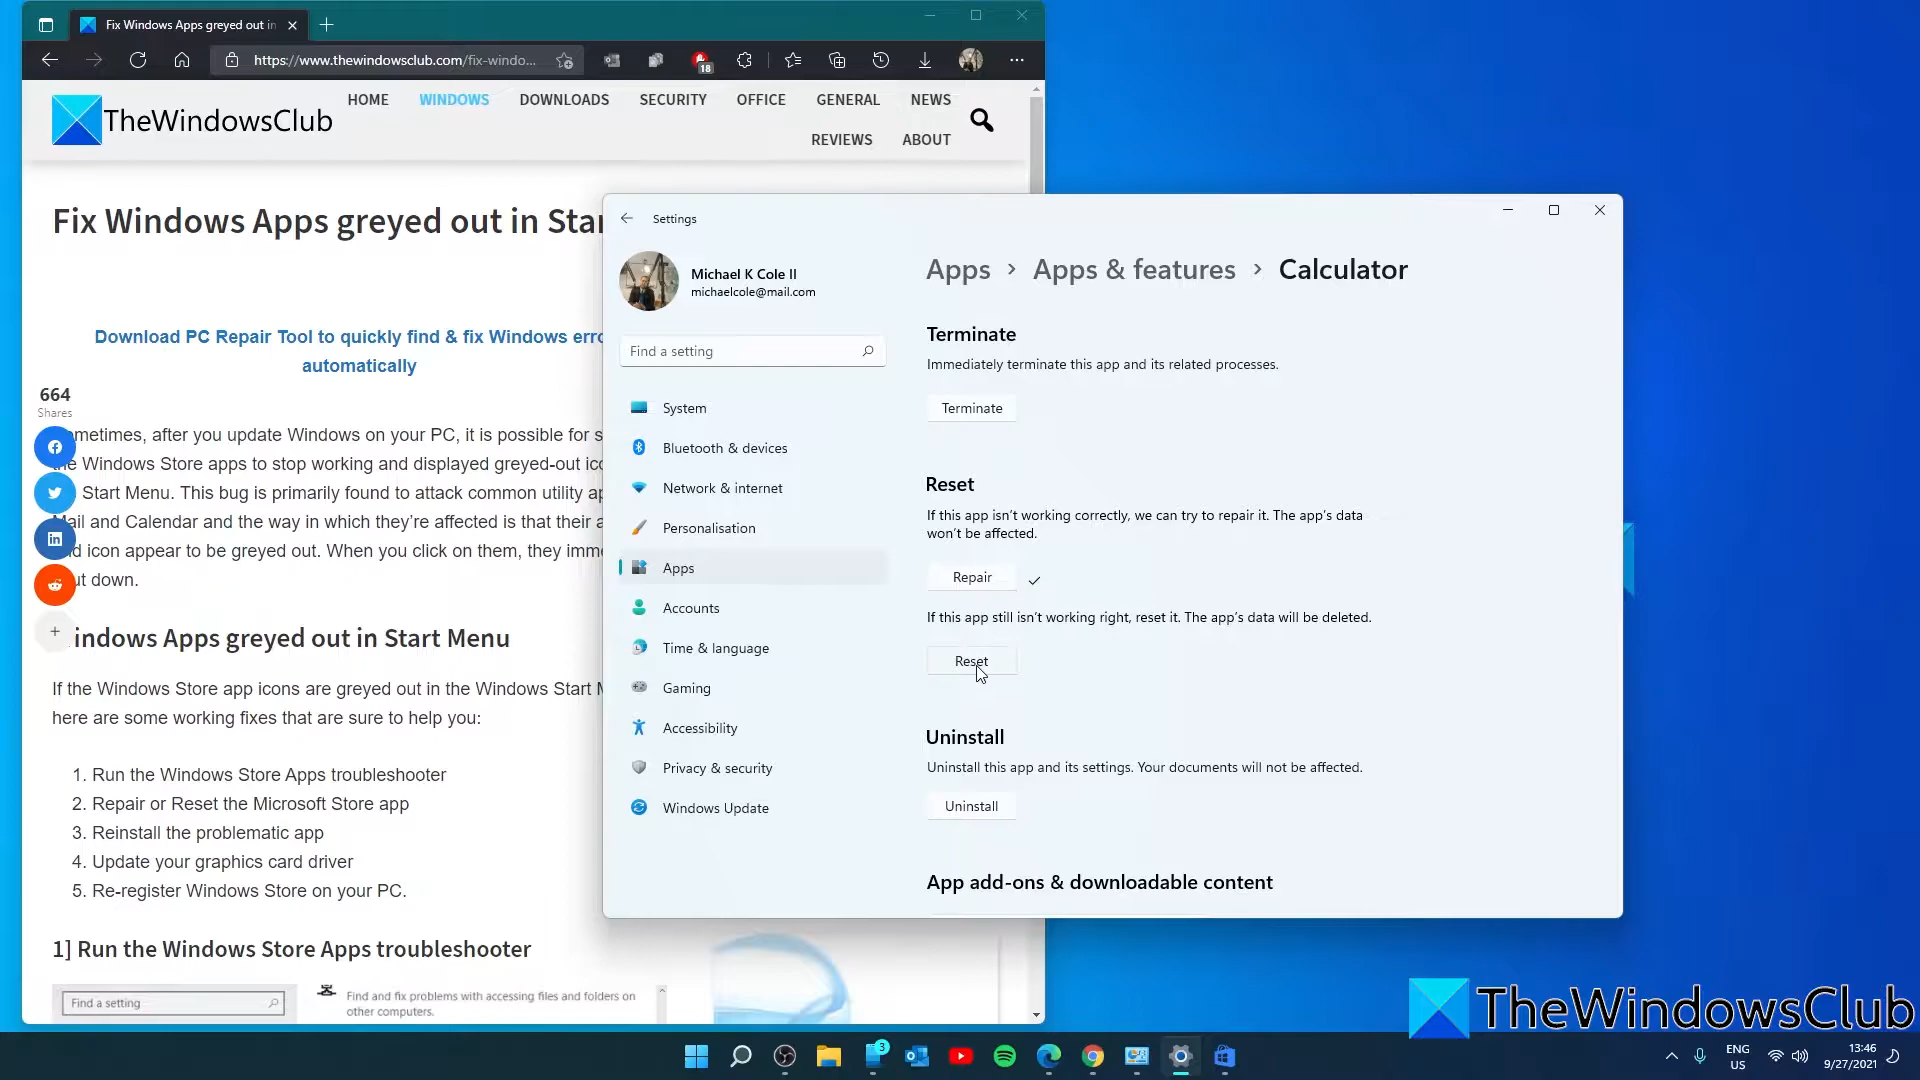 Fix Windows Apps greyed out in
https://www.thewindowsclub.com/fix-windo...
18
TheWindowsClub
HOME WINDOWS DOWNLOADS SECURITY OFFICE GENERAL NEWS
REVIEWS ABOUT
Fix Windows Apps greyed out in Star
Download PC Repair Tool to quickly find & fix Windows erro
automatically
664
Shares
ometimes, after you update Windows on your PC, it is possible for s
the Windows Store apps to stop working and displayed greyed-out ico
Start Menu. This bug is primarily found to attack common utility ap
Mail and Calendar and the way in which they're affected is that their a
nd icon appear to be greyed out. When you click on them, they imme
ut down.
indows Apps greyed out in Start Menu
If the Windows Store app icons are greyed out in the Windows Start M
here are some working fixes that are sure to help you:
1. Run the Windows Store Apps troubleshooter
2. Repair or Reset the Microsoft Store app
3. Reinstall the problematic app
4. Update your graphics card driver
5. Re-register Windows Store on your PC.
1] Run the Windows Store Apps troubleshooter
Find a setting
Find and fix problems with accessing files and folders on
other computers.
Settings
Michael K Cole II
michaelcole@mail.com
Find a setting
System
Bluetooth & devices
Network & internet
Personalisation
Apps
Accounts
Time & language
Gaming
Accessibility
Privacy & security
Windows Update
Apps > Apps & features > Calculator
Terminate
Immediately terminate this app and its related processes.
Terminate
Reset
If this app isn't working correctly, we can try to repair it. The app's data
won't be affected.
Repair
If this app still isn't working right, reset it. The app's data will be deleted.
Reset
Uninstall
Uninstall this app and its settings. Your documents will not be affected.
Uninstall
App add-ons & downloadable content
TheWindowsClub
3
ENG
US
13:46
9/27/2021